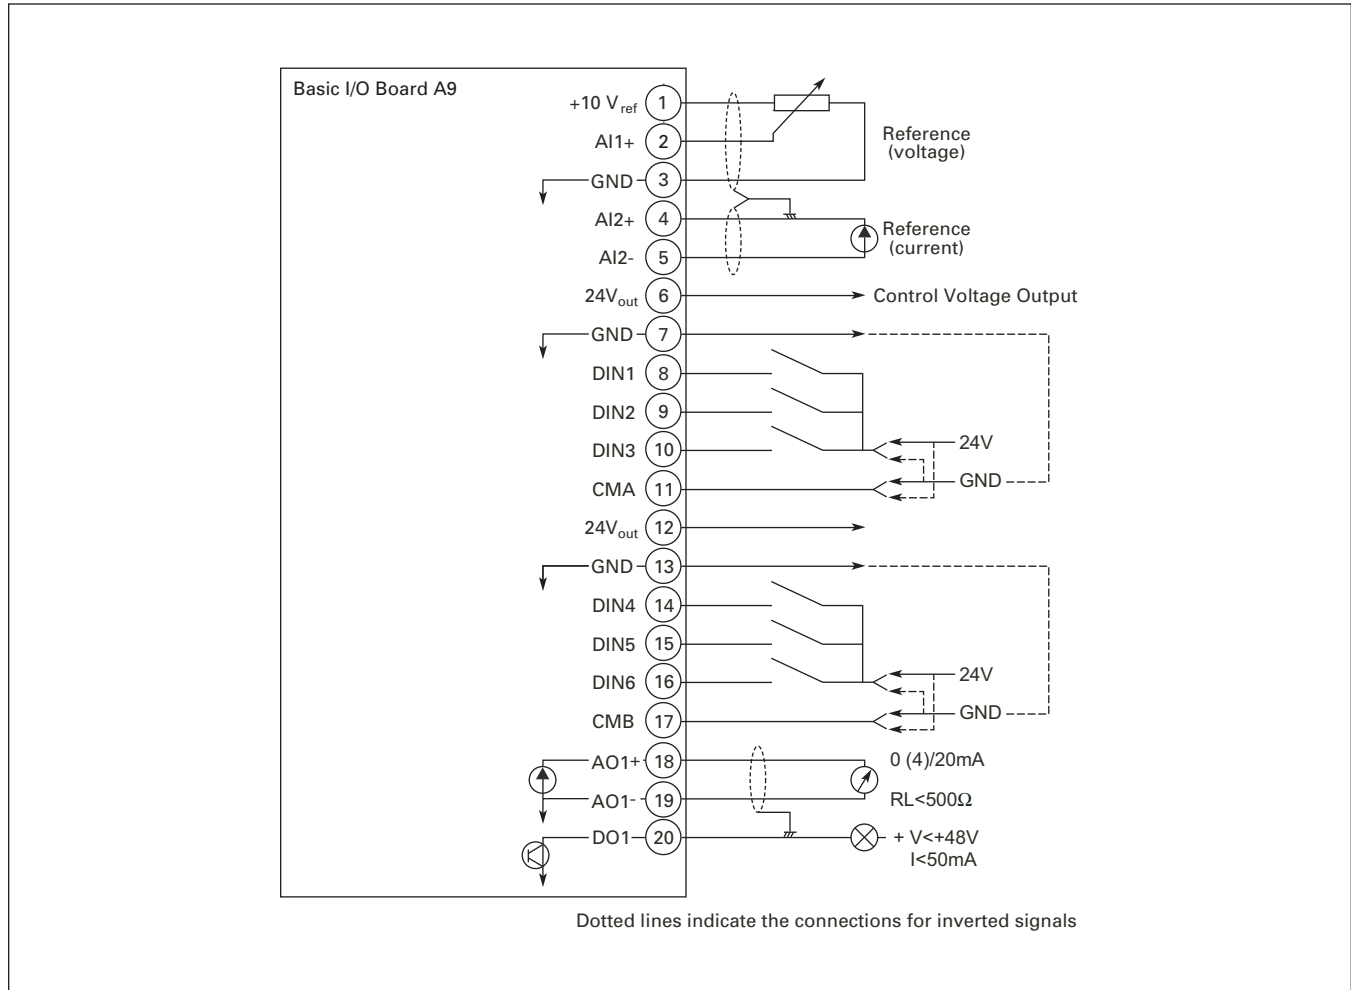 Basic I/O Board A9
+10 Vref 1
AI1+ 2
Reference
(voltage)
GND 3
AI2+ 4
Reference
(current)
AI2- 5
24Vout 6 Control Voltage Output
GND 7
DIN1 8
DIN2 9
DIN3 10
24V
GND
CMA 11
24Vout 12
GND 13
DIN4 14
DIN5 15
DIN6 16
24V
GND
CMB 17
AO1+ 18 0 (4)/20mA
AO1- 19 RL<500Ω
DO1 20 + V<+48V
I<50mA
Dotted lines indicate the connections for inverted signals